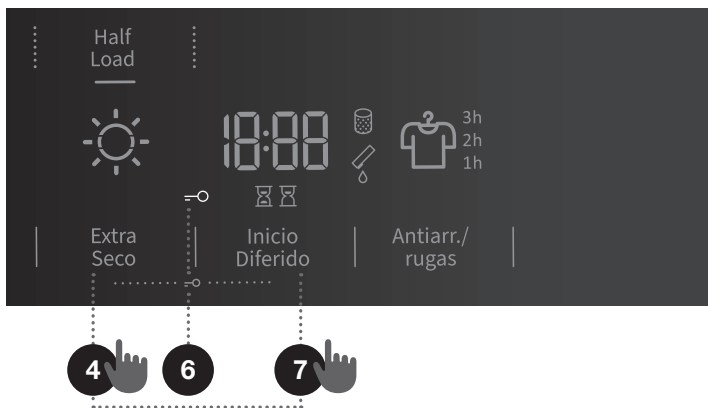 Half
Load
18:88
3h
2h
1h
Extra
Seco
Inicio
Diferido
Antiarr./
rugas
4
6
7